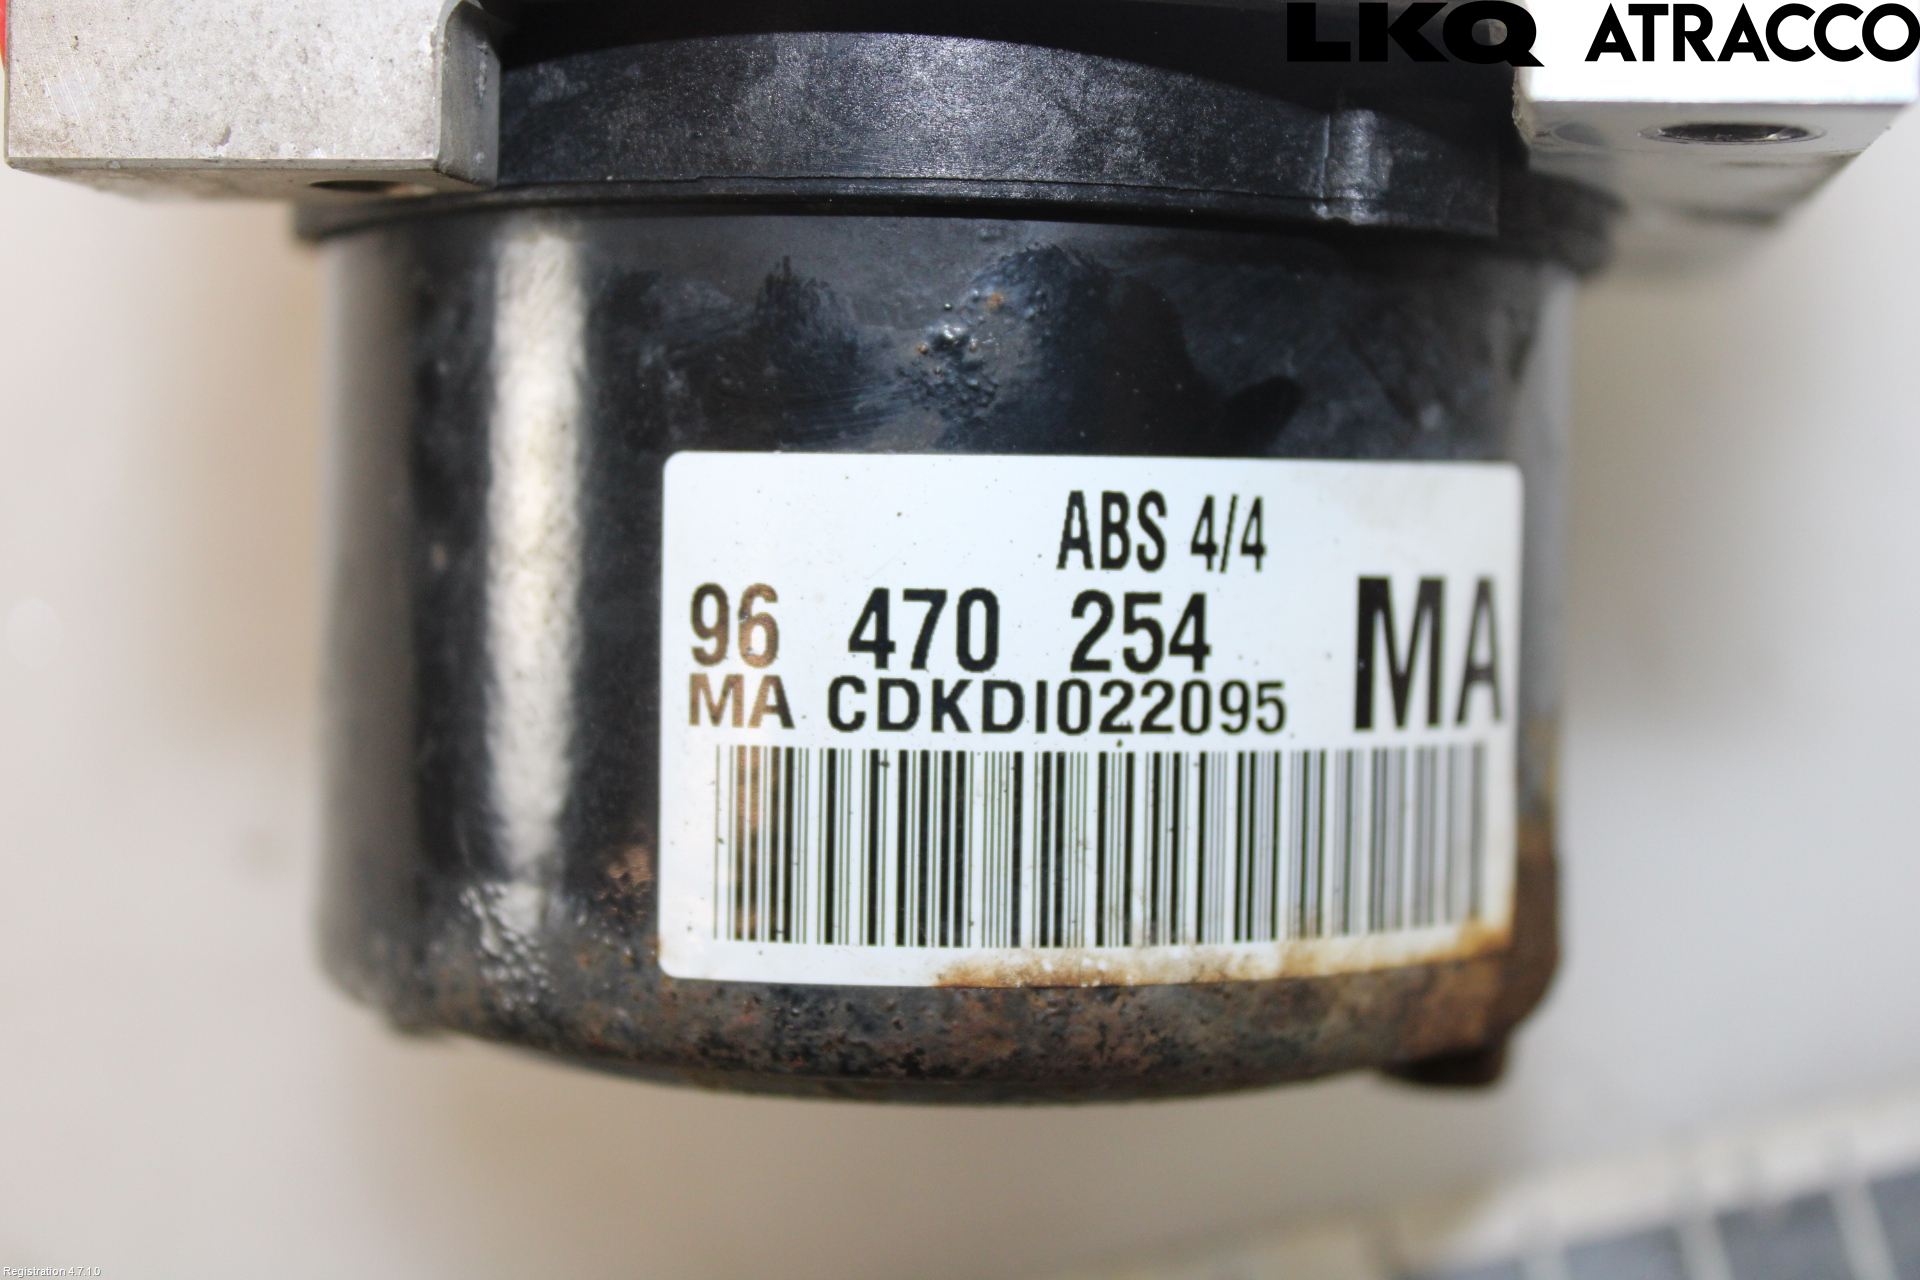 LKQ ATRACCO
ABS 4/4
96 470 254 MA
MA CDKDI022095
Registration 4.7.1.0